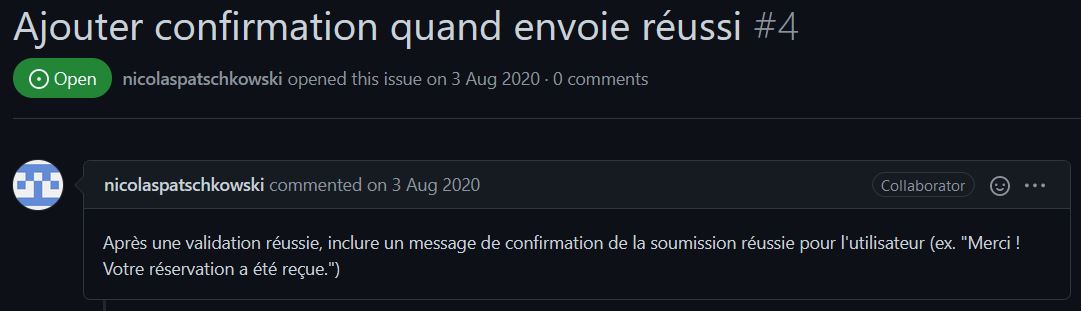 Ajouter confirmation quand envoie réussi #4
Open nicolaspatschkowski opened this issue on 3 Aug 2020 · 0 comments
nicolaspatschkowski commented on 3 Aug 2020 Collaborator
Après une validation réussie, inclure un message de confirmation de la soumission réussie pour l'utilisateur (ex. "Merci !
Votre réservation a été reçue.")